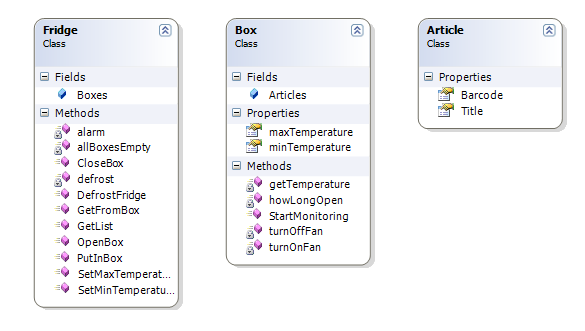 Fridge
Class
Fields
Boxes
Methods
alarm
allBoxesEmpty
CloseBox
defrost
DefrostFridge
GetFromBox
GetList
OpenBox
PutInBox
SetMaxTemperat...
SetMinTemperatu...
Box
Class
Fields
Articles
Properties
maxTemperature
minTemperature
Methods
getTemperature
howLongOpen
StartMonitoring
turnOffFan
turnOnFan
Article
Class
Properties
Barcode
Title